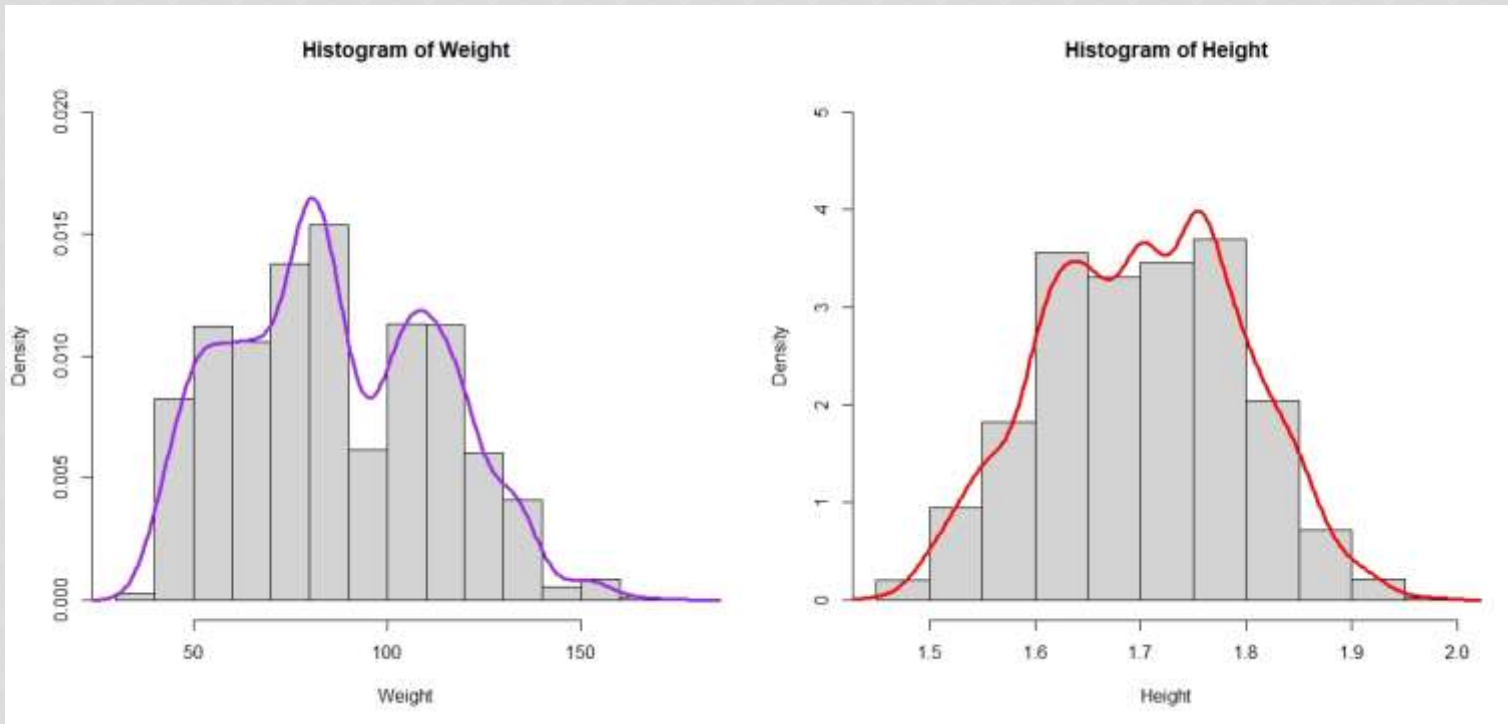 Histogram of Weight
Density
0.000 0.005 0.010 0.015 0.020
50 100 150
Weight
Histogram of Height
Density
0 1 2 3 4 5
1.5 1.6 1.7 1.8 1.9 2.0
Height